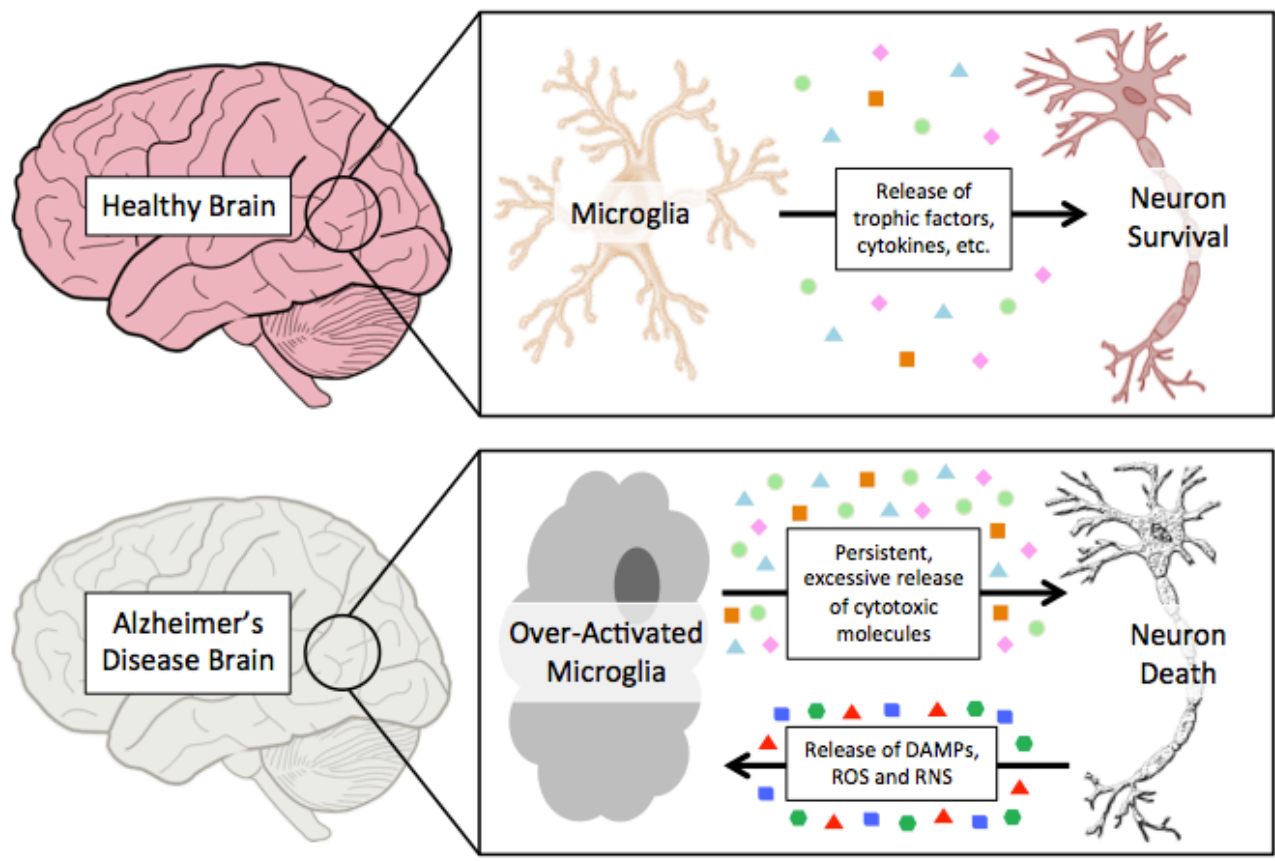 Healthy Brain
Microglia
Release of
trophic factors,
cytokines, etc.
Neuron
Survival
Alzheimer's
Disease Brain
Over-Activated
Microglia
Persistent,
excessive release
of cytotoxic
molecules
Neuron
Death
Release of DAMPs,
ROS and RNS